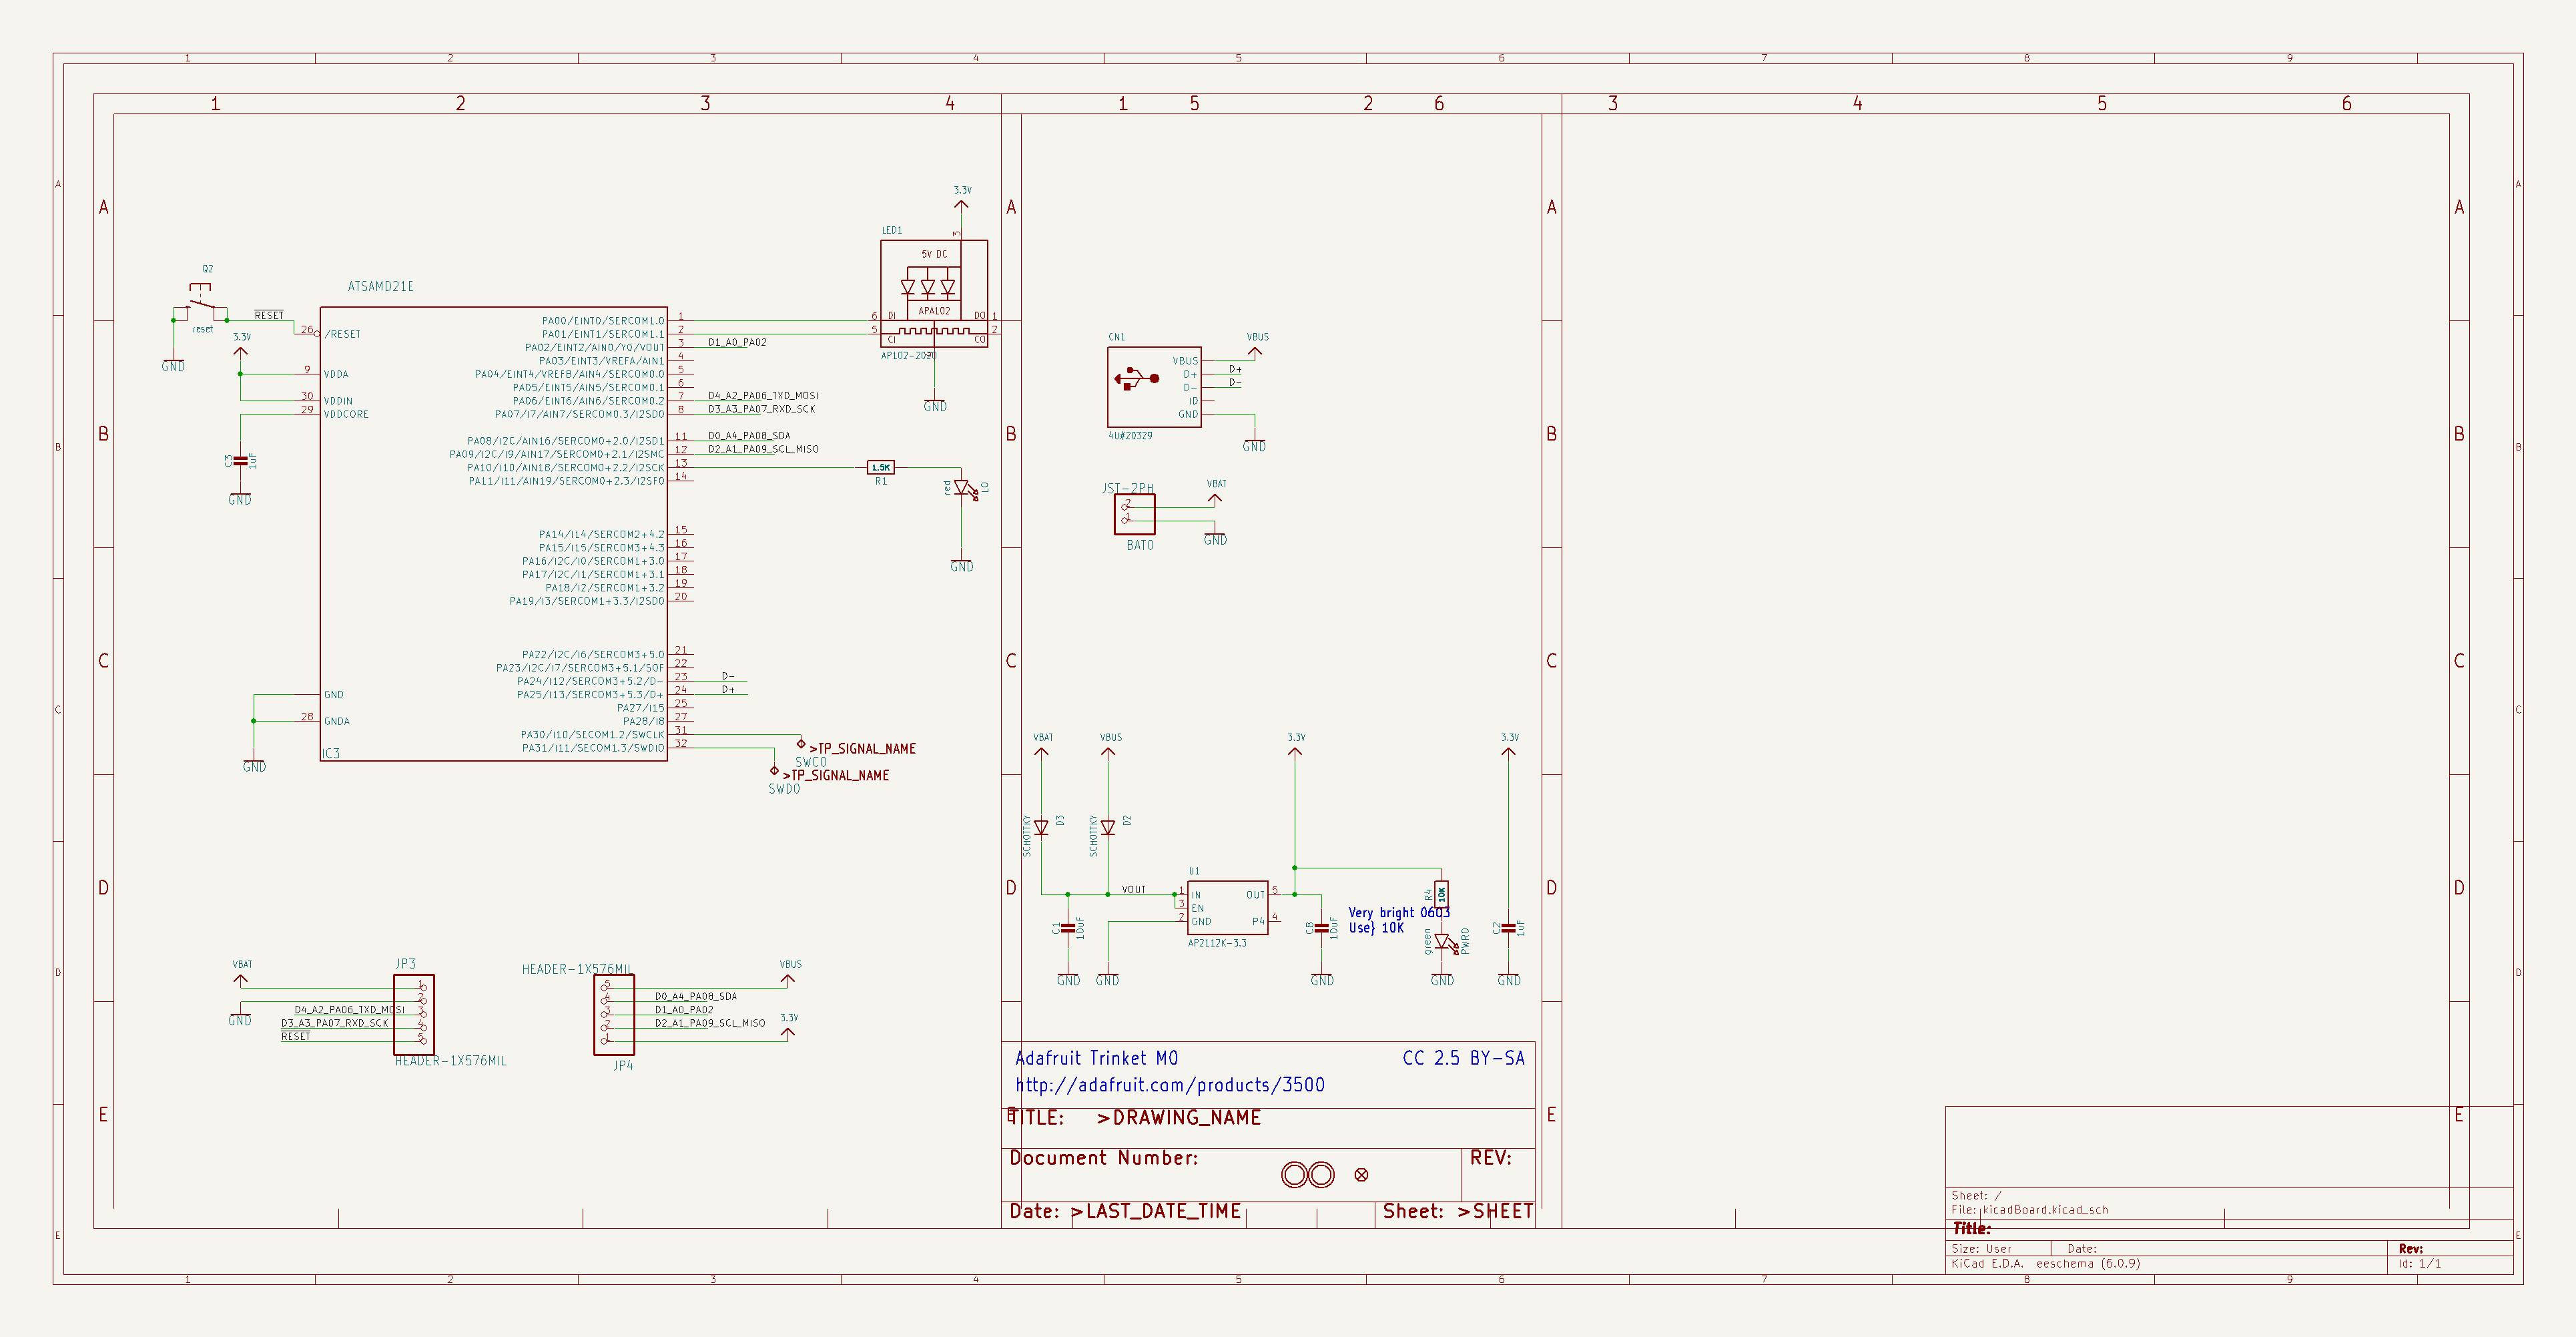 1 2 3 4 5 6 7 8 9
1 2 3 4 1 5 2 6 3 4 5 6
A A A A A A
B B B B B B
C C C C C C
D D D D D D
E E E E E E
Q2
reset
RESET
GND
3.3V
C3
1uF
GND
ATSAMD21E
26 /RESET
9 VDDA
30 VDDIN
29 VDDCORE
GND
28 GNDA
IC3
GND
PA00/EINT0/SERCOM1.0 1
PA01/EINT1/SERCOM1.1 2
PA02/EINT2/AIN0/Y0/VOUT 3 D1_A0_PA02
PA03/EINT3/VREFA/AIN1 4
PA04/EINT4/VREFB/AIN4/SERCOM0.0 5
PA05/EINT5/AIN5/SERCOM0.1 6
PA06/EINT6/AIN6/SERCOM0.2 7 D4_A2_PA06_TXD_MOSI
PA07/I7/AIN7/SERCOM0.3/I2SD0 8 D3_A3_PA07_RXD_SCK
PA08/I2C/AIN16/SERCOM0+2.0/I2SD1 11 D0_A4_PA08_SDA
PA09/I2C/I9/AIN17/SERCOM0+2.1/I2SMC 12 D2_A1_PA09_SCL_MISO
PA10/I10/AIN18/SERCOM0+2.2/I2SCK 13
PA11/I11/AIN19/SERCOM0+2.3/I2SF0 14
PA14/I14/SERCOM2+4.2 15
PA15/I15/SERCOM3+4.3 16
PA16/I2C/I0/SERCOM1+3.0 17
PA17/I2C/I1/SERCOM1+3.1 18
PA18/I2/SERCOM1+3.2 19
PA19/I3/SERCOM1+3.3/I2SD0 20
PA22/I2C/I6/SERCOM3+5.0 21
PA23/I2C/I7/SERCOM3+5.1/SOF 22
PA24/I12/SERCOM3+5.2/D- 23 D-
PA25/I13/SERCOM3+5.3/D+ 24 D+
PA27/I15 25
PA28/I8 27
PA30/I10/SECOM1.2/SWCLK 31
PA31/I11/SECOM1.3/SWDIO 32
>TP_SIGNAL_NAME
SWC0
>TP_SIGNAL_NAME
SWD0
3.3V
LED1
3
5V DC
APA102
6 DI DO 1
5 CI CO 2
AP102-2020
GND
1.5K
R1
red
L0
GND
CN1
VBUS
D+
D-
ID
GND
4U#20329
VBUS
D+
D-
GND
JST-2PH
2
1
BAT0
VBAT
GND
VBAT
VBUS
3.3V
3.3V
SCHOTTKY
D3
SCHOTTKY
D2
VOUT
U1
1 IN OUT 5
3 EN
2 GND P4 4
AP2112K-3.3
C1
10uF
C8
10uF
Very bright 0603
Use} 10K
R4
10K
green
PWR0
C2
1uF
GND GND GND GND GND
VBAT
JP3
GND
D4_A2_PA06_TXD_MOSI
D3_A3_PA07_RXD_SCK
RESET
1
2
3
4
5
HEADER-1X576MIL
HEADER-1X576MIL
5
4
3
2
1
JP4
VBUS
D0_A4_PA08_SDA
D1_A0_PA02
D2_A1_PA09_SCL_MISO
3.3V
Adafruit Trinket M0 CC 2.5 BY-SA
http://adafruit.com/products/3500
TITLE: >DRAWING_NAME
Document Number: REV:
Date: >LAST_DATE_TIME Sheet: >SHEET
Sheet: /
File: kicadBoard.kicad_sch
Title:
Size: User Date: Rev:
KiCad E.D.A. eeschema (6.0.9) Id: 1/1
1 2 3 4 5 6 7 8 9